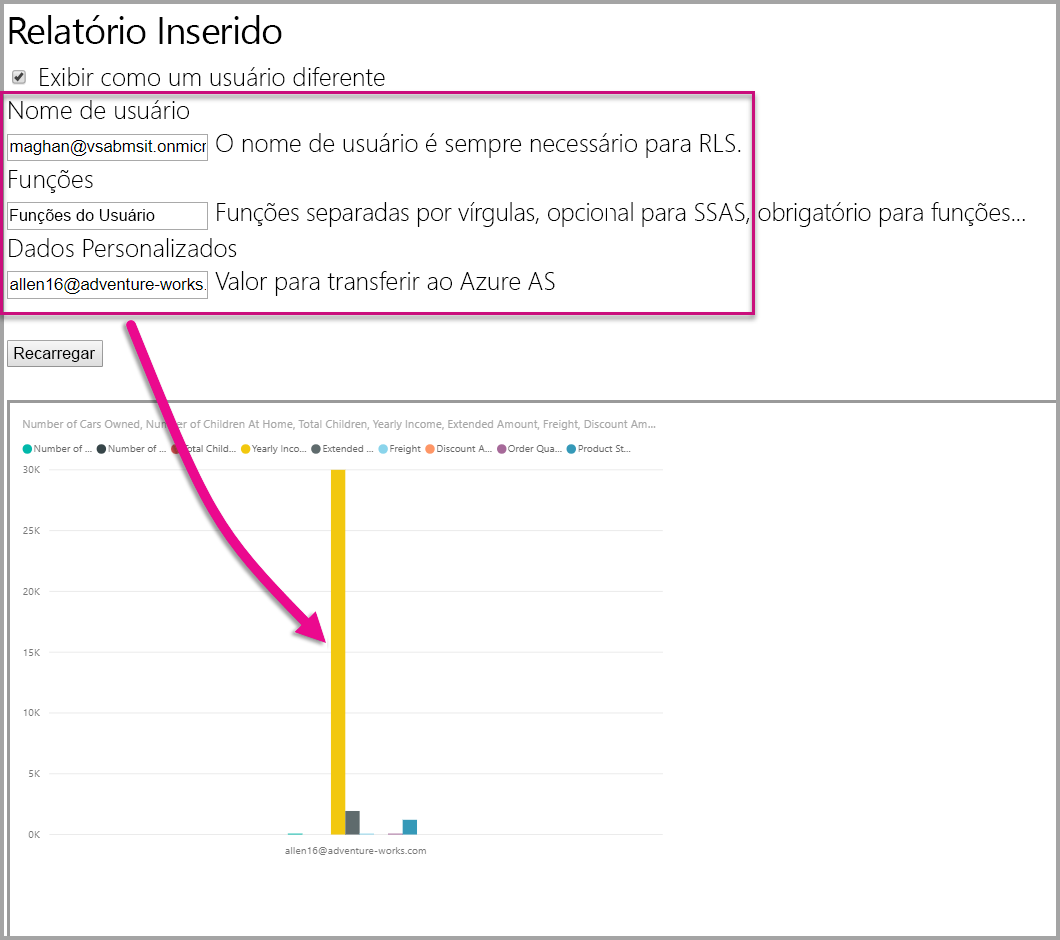 Relatório Inserido
Exibir como um usuário diferente
Nome de usuário
maghan@vsabmsit.onmicr O nome de usuário é sempre necessário para RLS.
Funções
Funções do Usuário Funções separadas por vírgulas, opcional para SSAS, obrigatório para funções...
Dados Personalizados
allen16@adventure-works. Valor para transferir ao Azure AS
Recarregar
Number of Cars Owned, Number of Children At Home, Total Children, Yearly Income, Extended Amount, Freight, Discount Am...
Number of ... Number of ... Total Child... Yearly Inco... Extended ... Freight Discount A... Order Qua... Product St...
30K
25K
20K
15K
10K
5K
0K
allen16@adventure-works.com